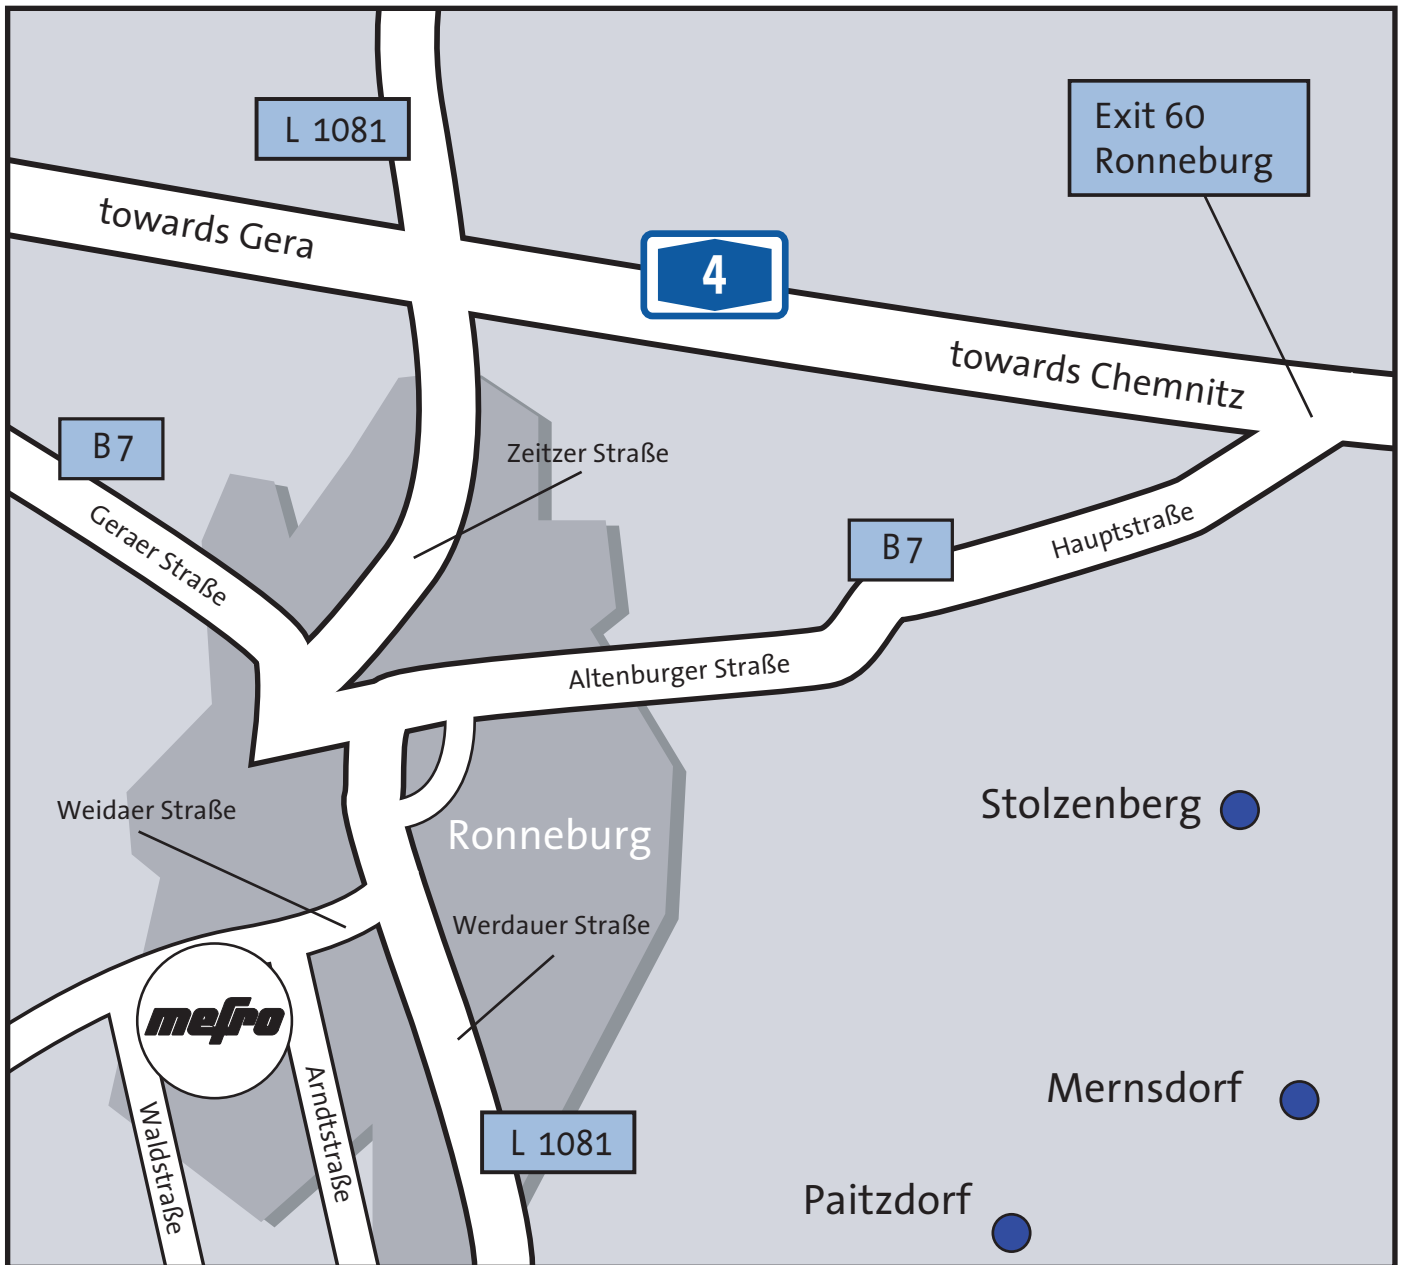 L 1081
Exit 60
Ronneburg
towards Gera
4
towards Chemnitz
B 7
Zeitzer Straße
Geraer Straße
B 7
Hauptstraße
Altenburger Straße
Weidaer Straße
Ronneburg
Stolzenberg
Werdauer Straße
mefro
Arndtstraße
Waldstraße
Mernsdorf
L 1081
Paitzdorf